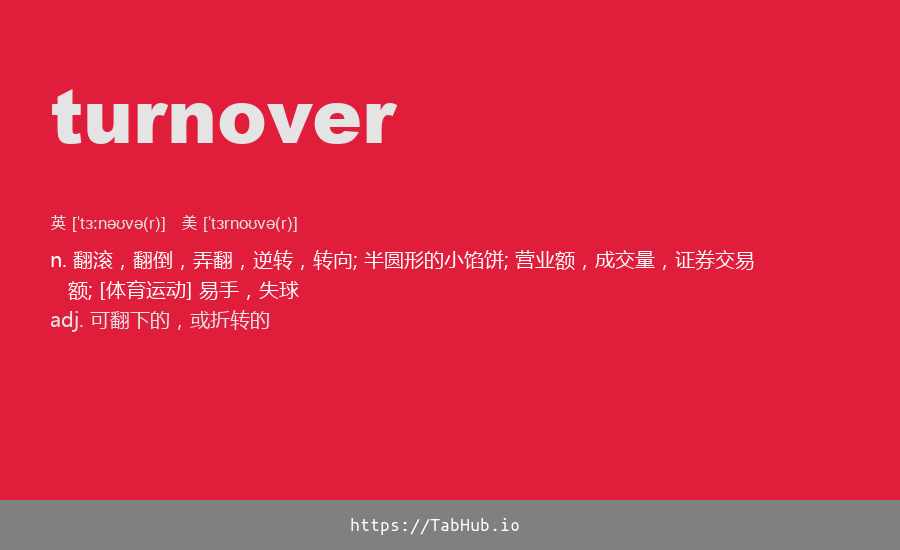 turnover
英 [ˈtɜːnəʊvə(r)] 美 [ˈtɜrnoʊvə(r)]
n. 翻滚，翻倒，弄翻，逆转，转向; 半圆形的小馅饼; 营业额，成交量，证券交易
额; [体育运动] 易手，失球
adj. 可翻下的，或折转的
https://TabHub.io